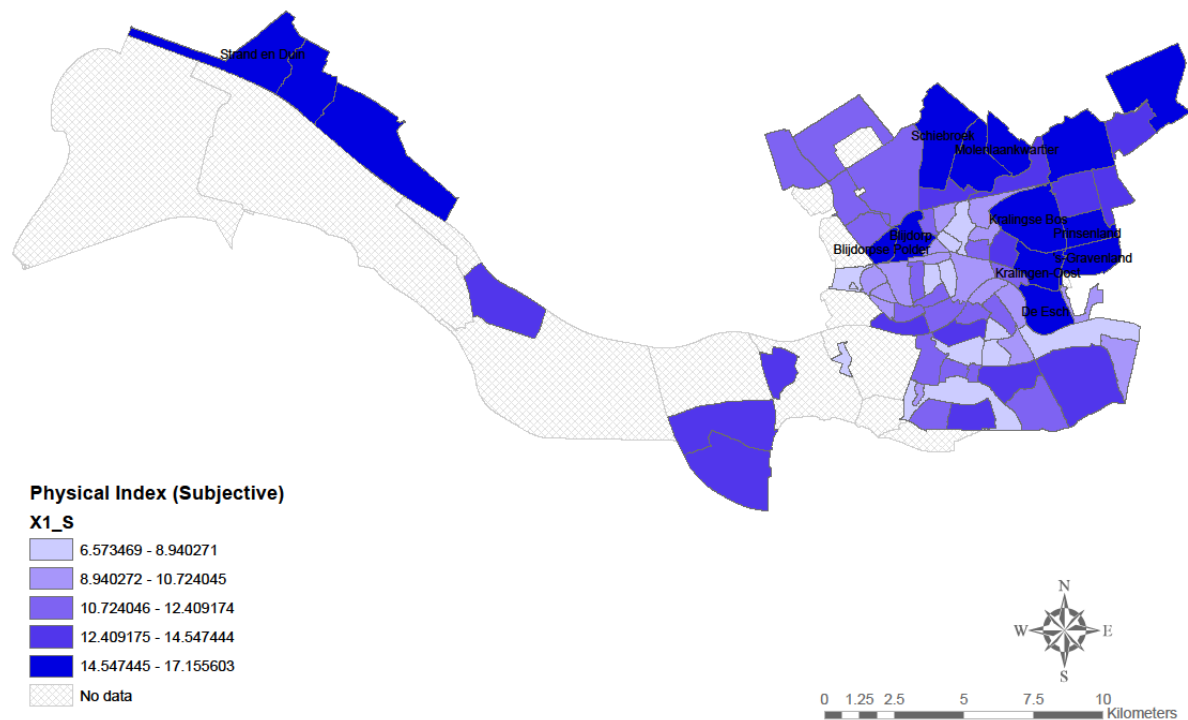 Strand en Duin
Schiebroek
Molenlaankwartier
Kralingse Bos
Blijdorp
Prinsenland
Blijdorpse Polder
's-Gravenland
Kralingen-Oost
De Esch
Physical Index (Subjective)
X1_S
6.573469 - 8.940271
8.940272 - 10.724045
10.724046 - 12.409174
12.409175 - 14.547444
14.547445 - 17.155603
No data
N
W
E
S
0 1.25 2.5 5 7.5 10
Kilometers